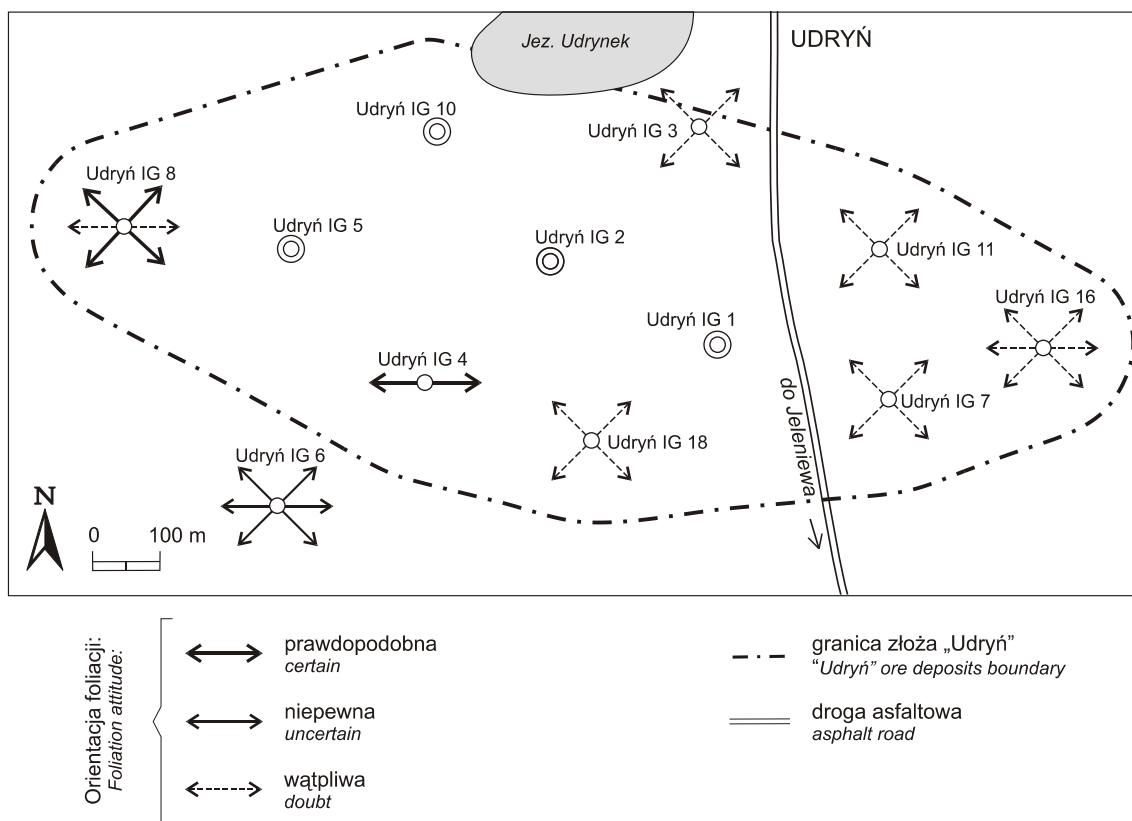 Jez. Udrynek
UDRYŃ
Udryń IG 10
Udryń IG 3
Udryń IG 8
Udryń IG 5
Udryń IG 2
Udryń IG 11
Udryń IG 16
Udryń IG 1
Udryń IG 4
Udryń IG 7
Udryń IG 18
Udryń IG 6
do Jeleniewa
N
0 100 m
Orientacja foliacji:
Foliation attitude:
prawdopodobna
certain
niepewna
uncertain
wątpliwa
doubt
granica złoża „Udryń”
“Udryń” ore deposits boundary
droga asfaltowa
asphalt road